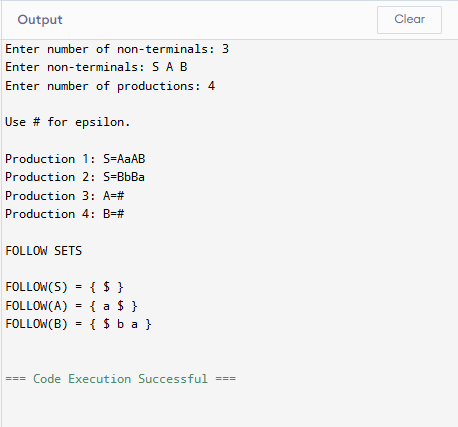 Output
Clear
Enter number of non-terminals: 3
Enter non-terminals: S A B
Enter number of productions: 4
Use # for epsilon.
Production 1: S=AaAB
Production 2: S=BbBa
Production 3: A=#
Production 4: B=#
FOLLOW SETS
FOLLOW(S) = { $ }
FOLLOW(A) = { a $ }
FOLLOW(B) = { $ b a }
=== Code Execution Successful ===